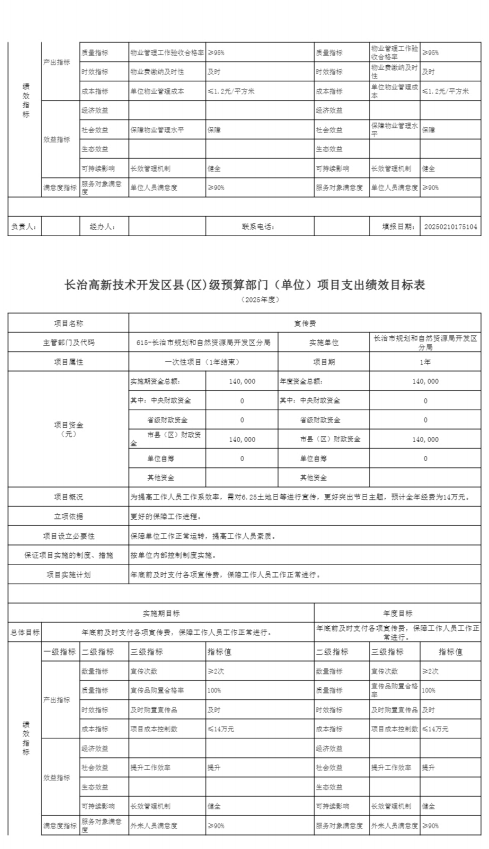 绩效指标 产出指标 质量指标 物业管理工作验收合格率 ≥95% 质量指标 物业管理工作验收合格率 ≥95%
时效指标 物业费缴纳及时性 及时 时效指标 物业费缴纳及时性 及时
成本指标 单位物业管理成本 ≤1.2元/平方米 成本指标 单位物业管理成本 ≤1.2元/平方米
效益指标 经济效益 经济效益
社会效益 保障物业管理水平 保障 社会效益 保障物业管理水平 保障
生态效益 生态效益
可持续影响 长效管理机制 健全 可持续影响 长效管理机制 健全
满意度指标 服务对象满意度 单位人员满意度 ≥90% 服务对象满意度 单位人员满意度 ≥90%
负责人: 经办人: 联系电话: 填报日期: 20250210175104
长治高新技术开发区县(区)级预算部门（单位）项目支出绩效目标表
（2025年度）
项目名称 宣传费
主管部门及代码 615-长治市规划和自然资源局开发区分局 实施单位 长治市规划和自然资源局开发区分局
项目属性 一次性项目（1年结束） 项目期 1年
项目资金（元） 实施期资金总额: 140,000 年度资金总额: 140,000
其中: 中央财政资金 0 其中: 中央财政资金 0
省级财政资金 0 省级财政资金 0
市县（区）财政资金 140,000 市县（区）财政资金 140,000
单位自筹 0 单位自筹 0
其他资金 其他资金
项目概况 为提高工作人员工作系效率，需对6.25土地日等进行宣传，更好突出节日主题，预计全年经费为14万元。
立项依据 更好的保障工作进程。
项目设立必要性 保障单位工作正常运转，提高工作人员素质。
保证项目实施的制度、措施 按单位内部控制制度实施。
项目实施计划 年底前及时支付各项宣传费，保障工作人员工作正常进行。
实施期目标 年度目标
总体目标 年底前及时支付各项宣传费，保障工作人员工作正常进行。 年底前及时支付各项宣传费，保障工作人员工作正常进行。
绩效指标 一级指标 二级指标 三级指标 指标值 二级指标 三级指标 指标值
产出指标 数量指标 宣传次数 ≥2次 数量指标 宣传次数 ≥2次
质量指标 宣传品购置合格率 100% 质量指标 宣传品购置合格率 100%
时效指标 及时购置宣传品 及时 时效指标 及时购置宣传品 及时
成本指标 项目成本控制数 ≤14万元 成本指标 项目成本控制数 ≤14万元
效益指标 经济效益 经济效益
社会效益 提升工作效率 提升 社会效益 提升工作效率 提升
生态效益 生态效益
可持续影响 长效管理机制 健全 可持续影响 长效管理机制 健全
满意度指标 服务对象满意度 外来人员满意度 ≥90% 服务对象满意度 外来人员满意度 ≥90%